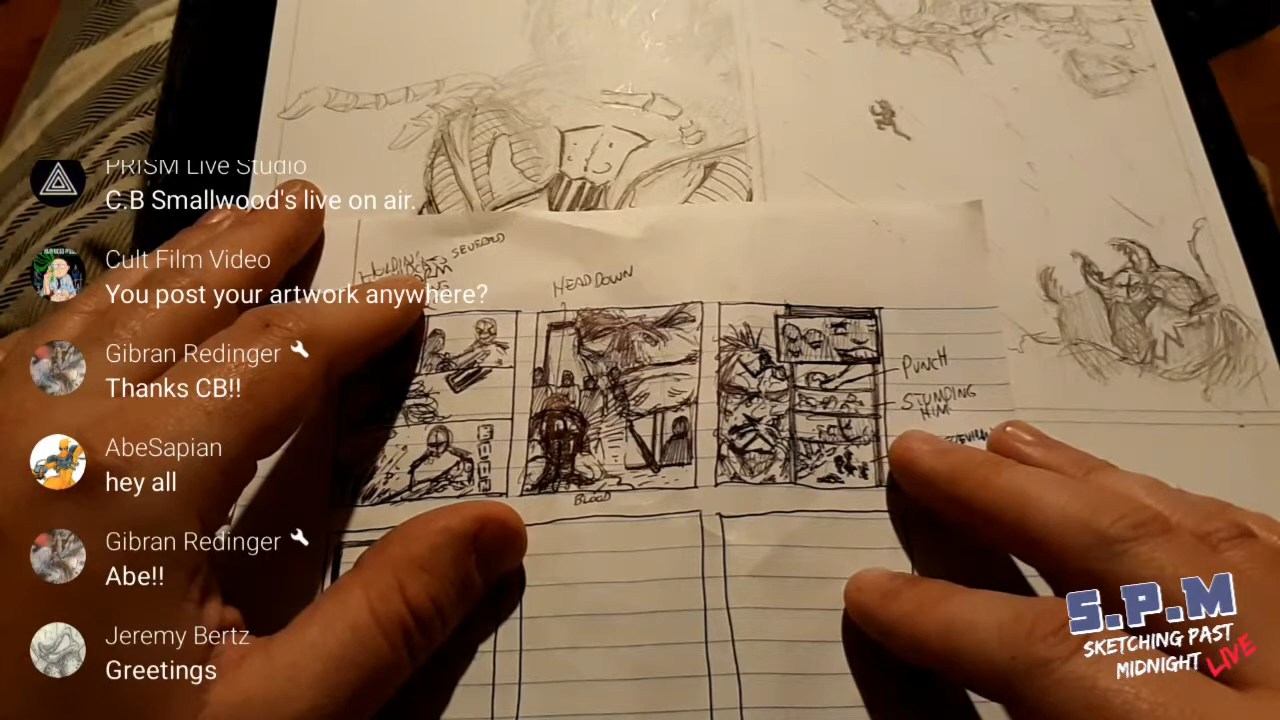 PRISM Live Studio
C.B Smallwood's live on air.
Cult Film Video
You post your artwork anywhere?
Gibran Redinger
Thanks CB!!
AbeSapian
hey all
Gibran Redinger
Abe!!
Jeremy Bertz
Greetings
SEVERED
HEAD DOWN
PUNCH
STUNDING
HIM
BLOOD
S.P.M
SKETCHING PAST
MIDNIGHT LIVE